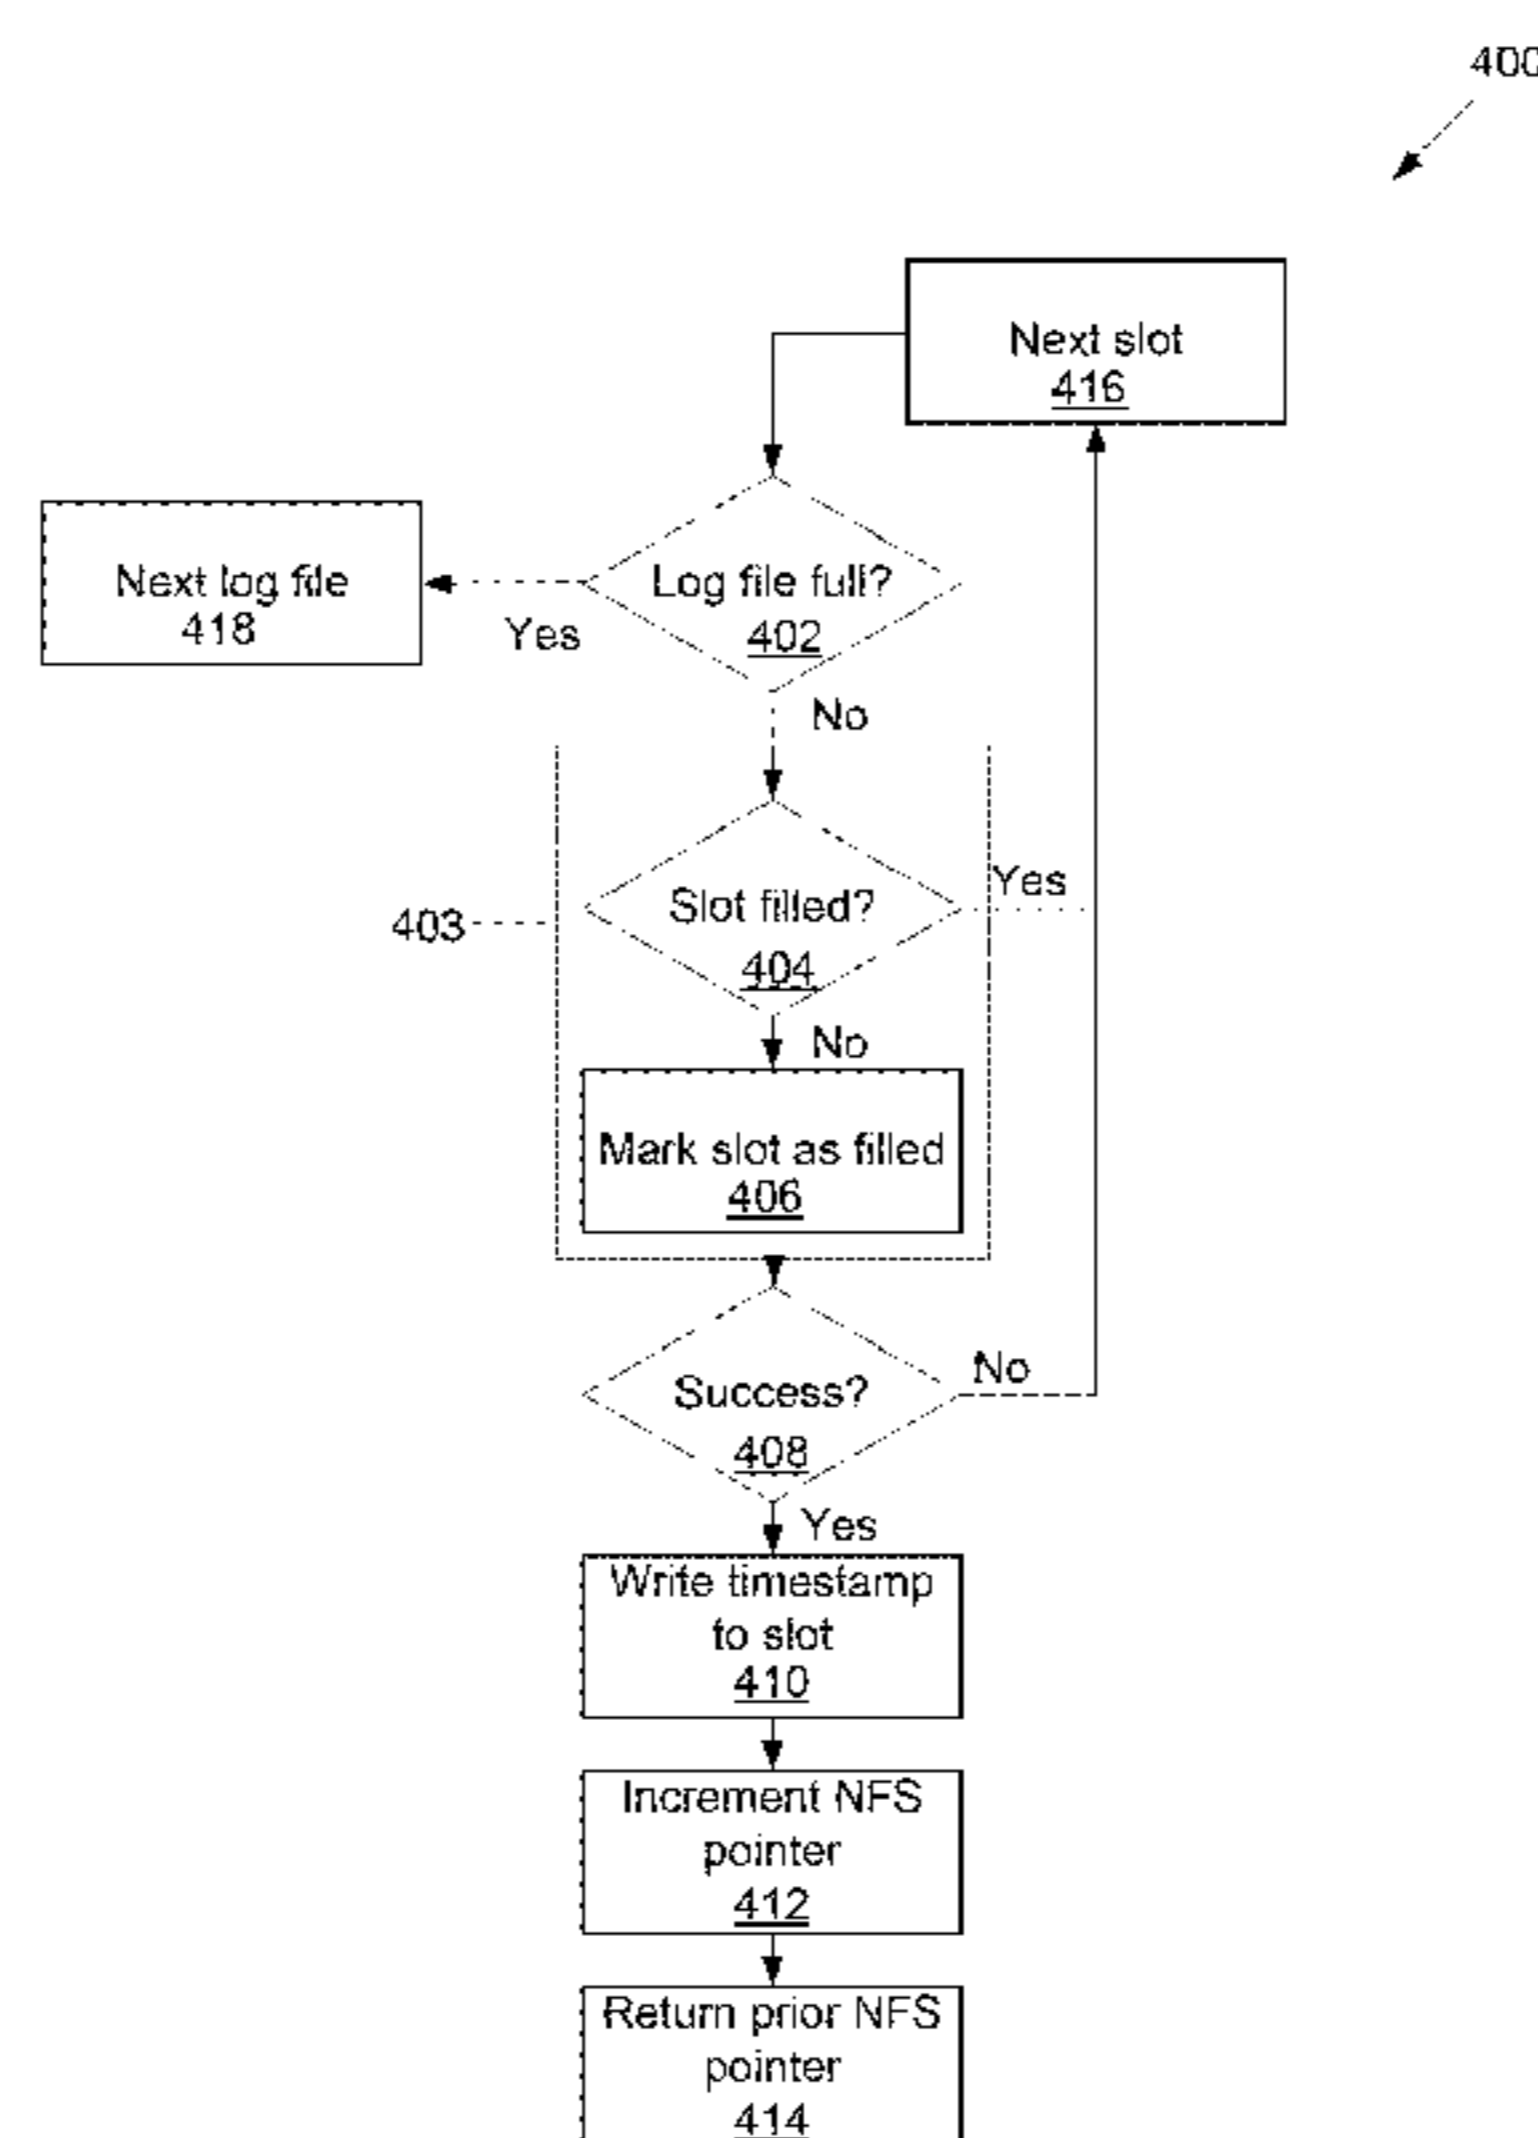 400
Next slot
416
Next log file
418
Yes
Log file full?
402
No
403
Slot filled?
404
Yes
No
Mark slot as filled
406
Success?
408
No
Yes
Write timestamp
to slot
410
Increment NFS
pointer
412
Return prior NFS
pointer
414